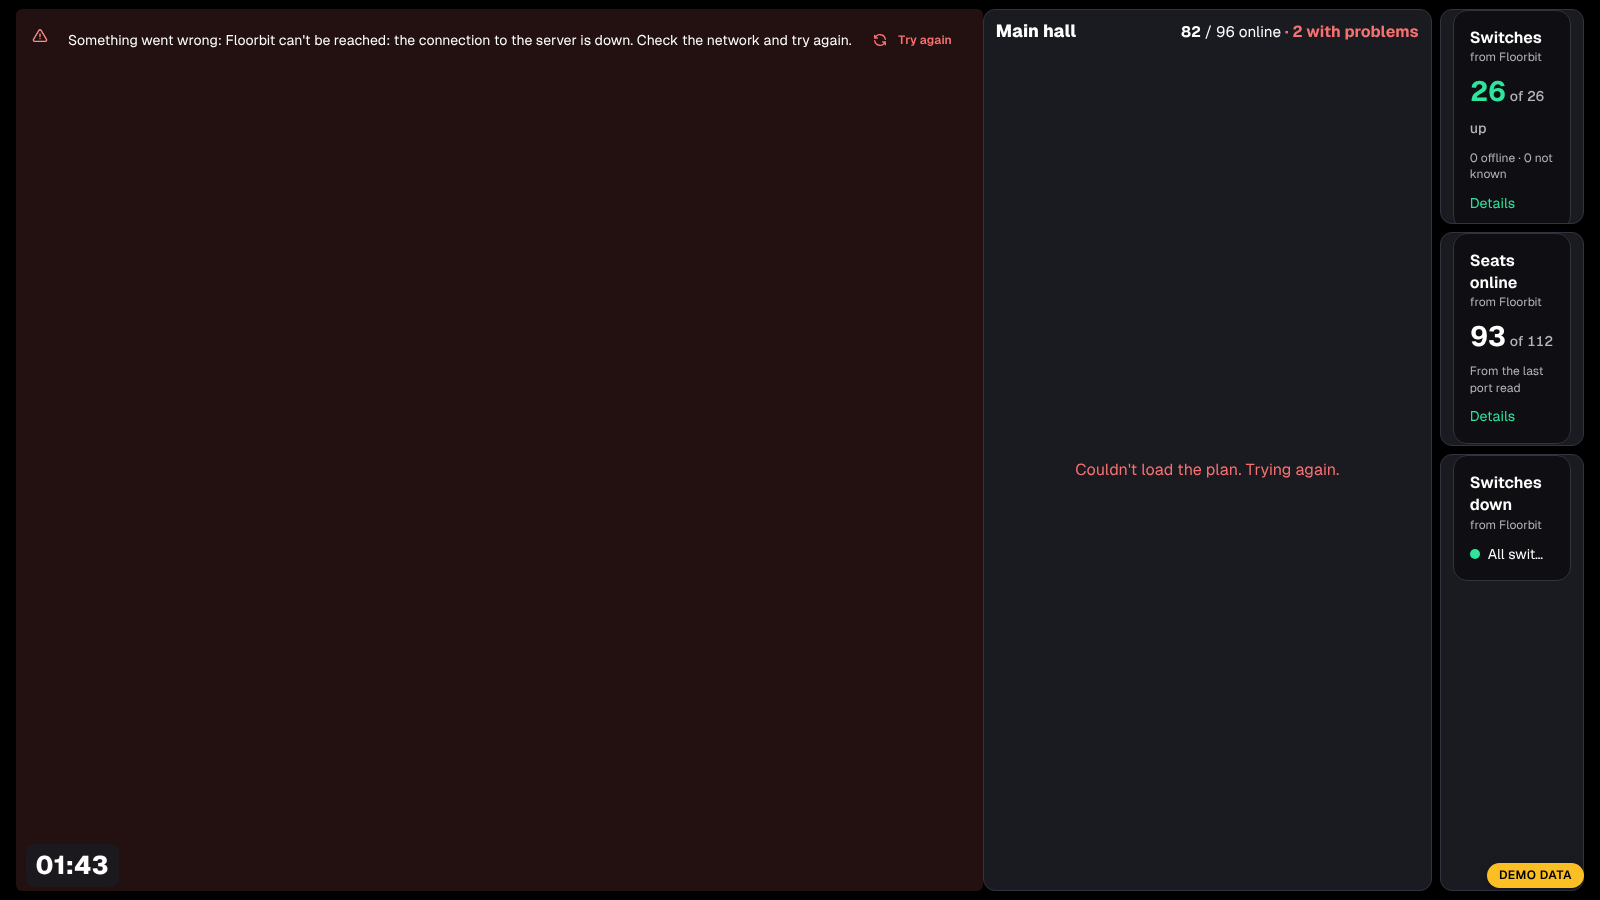 Something went wrong: Floorbit can't be reached: the connection to the server is down. Check the network and try again.
Try again
01:43
Main hall
82 / 96 online · 2 with problems
Couldn't load the plan. Trying again.
Switches
from Floorbit
26 of 26
up
0 offline · 0 not
known
Details
Seats
online
from Floorbit
93 of 112
From the last
port read
Details
Switches
down
from Floorbit
All swit…
DEMO DATA